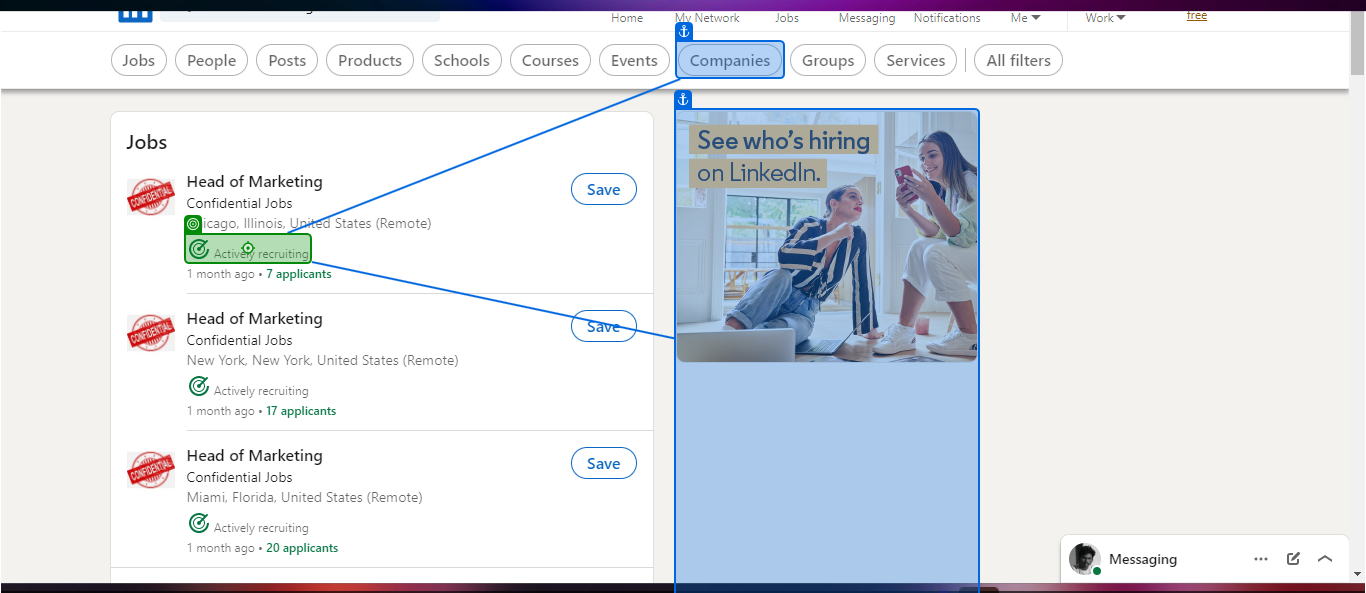 Home My Network Jobs Messaging Notifications Me Work free
Jobs People Posts Products Schools Courses Events Companies Groups Services All filters
Jobs
CONFIDENTIAL
Head of Marketing
Save
Confidential Jobs
icago, Illinois, United States (Remote)
Actively recruiting
1 month ago • 7 applicants
CONFIDENTIAL
Head of Marketing
Save
Confidential Jobs
New York, New York, United States (Remote)
Actively recruiting
1 month ago • 17 applicants
CONFIDENTIAL
Head of Marketing
Save
Confidential Jobs
Miami, Florida, United States (Remote)
Actively recruiting
1 month ago • 20 applicants
See who's hiring
on LinkedIn.
Messaging